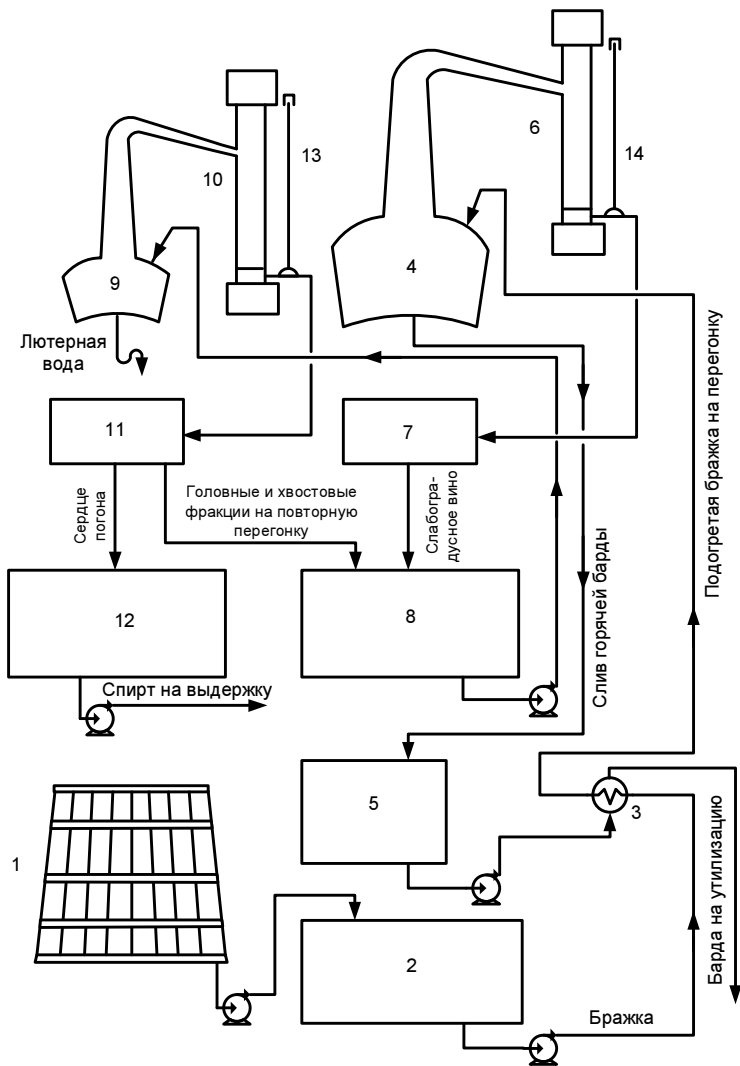 6
14
13
10
4
9
Лютерная
вода
11
7
Сердце
погона
Головные и хвостовые
фракции на повторную
перегонку
Слабогра-
дусное вино
12
8
Слив горячей барды
Подогретая бражка на перегонку
Спирт на выдержку
5
3
1
2
Барда на утилизацию
Бражка